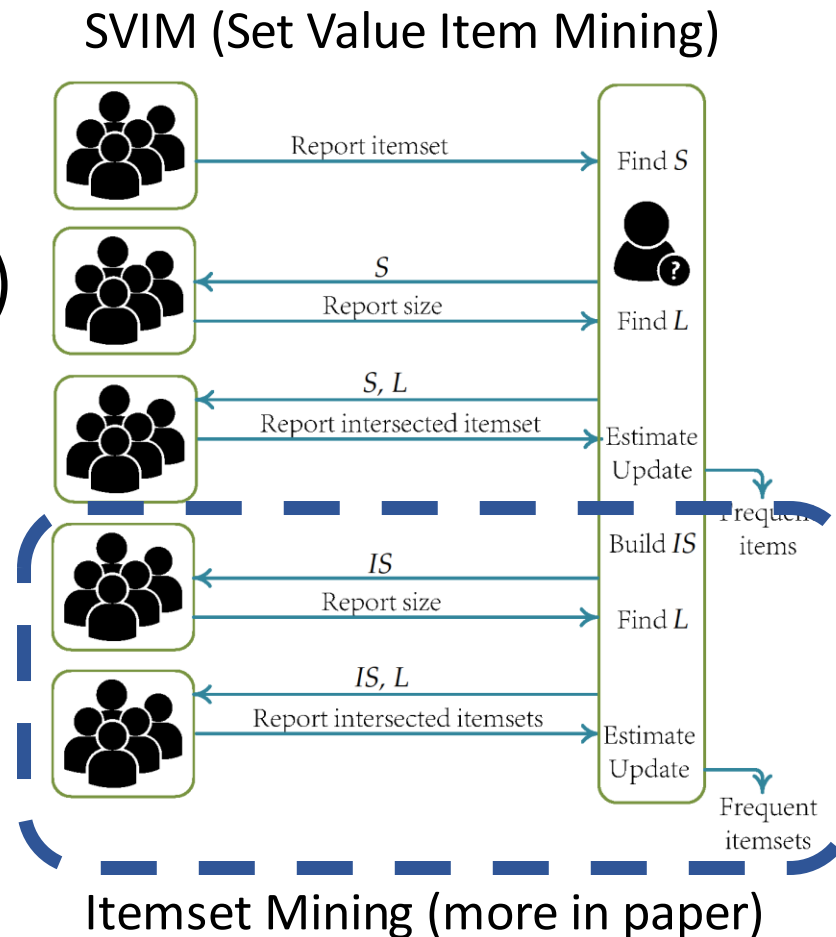 SVIM (Set Value Item Mining)
)
Report itemset
Find S
S
?
Report size
Find L
S, L
Report intersected itemset
Estimate
Update
Frequent
items
Build IS
IS
Report size
Find L
IS, L
Report intersected itemsets
Estimate
Update
Frequent
itemsets
Itemset Mining (more in paper)